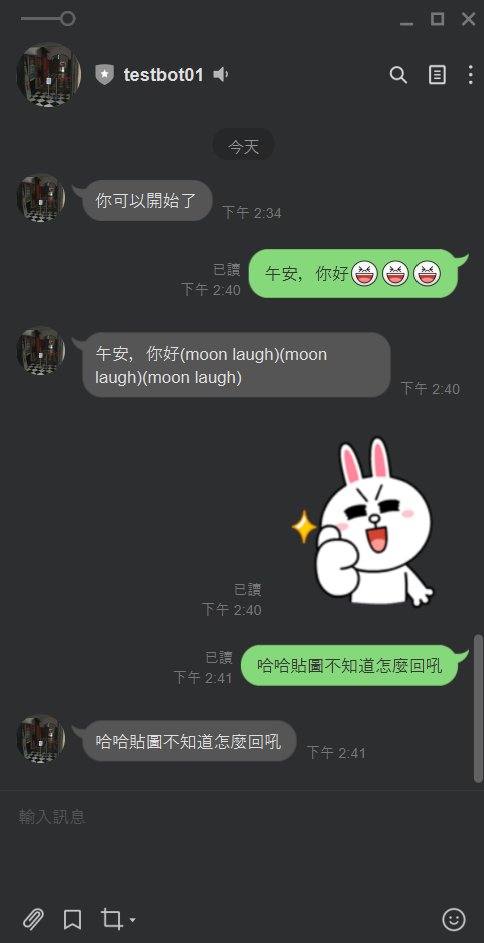 testbot01
今天
你可以開始了
下午 2:34
已讀
下午 2:40
午安，你好
午安，你好(moon laugh)(moon
laugh)(moon laugh)
下午 2:40
已讀
下午 2:40
已讀
下午 2:41
哈哈貼圖不知道怎麼回吼
哈哈貼圖不知道怎麼回吼
下午 2:41
輸入訊息